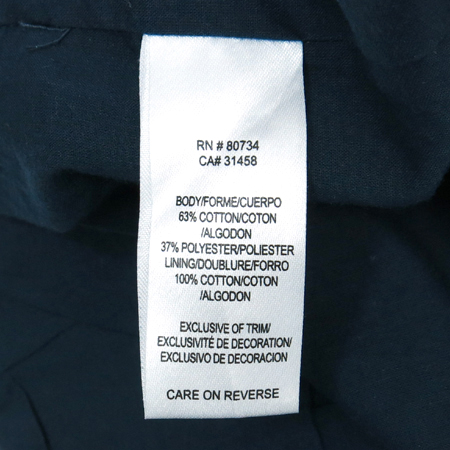 RN # 80734
CA# 31458
BODY/FORME/CUERPO
63% COTTON/COTON
/ALGODON
37% POLYESTER/POLIESTER
LINING/DOUBLURE/FORRO
100% COTTON/COTON
/ALGODON
EXCLUSIVE OF TRIM/
EXCLUSIVITÉ DE DECORATION/
EXCLUSIVO DE DECORACION
CARE ON REVERSE